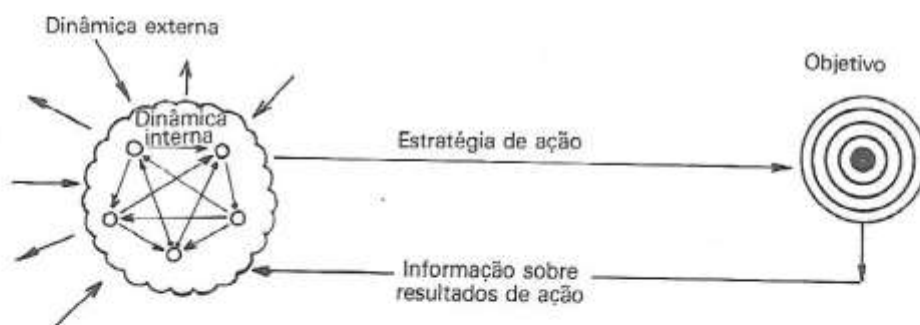 Dinâmica externa
Objetivo
Dinâmica
interna
Estratégia de ação
Informação sobre
resultados de ação